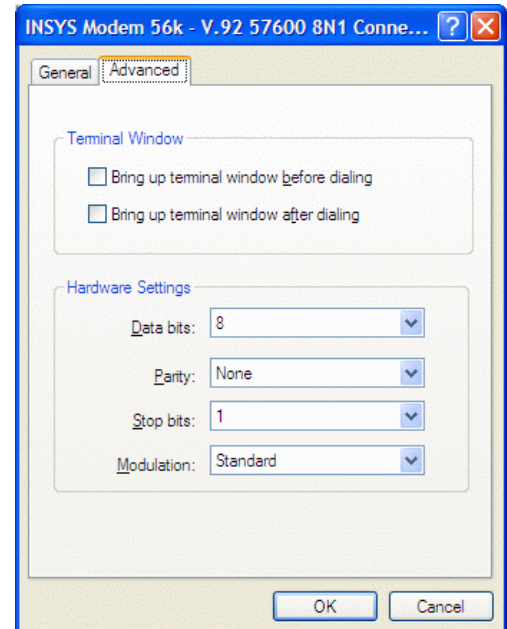 INSYS Modem 56k - V.92 57600 8N1 Conne...
General Advanced
Terminal Window
Bring up terminal window before dialing
Bring up terminal window after dialing
Hardware Settings
Data bits: 8
Parity: None
Stop bits: 1
Modulation: Standard
OK Cancel